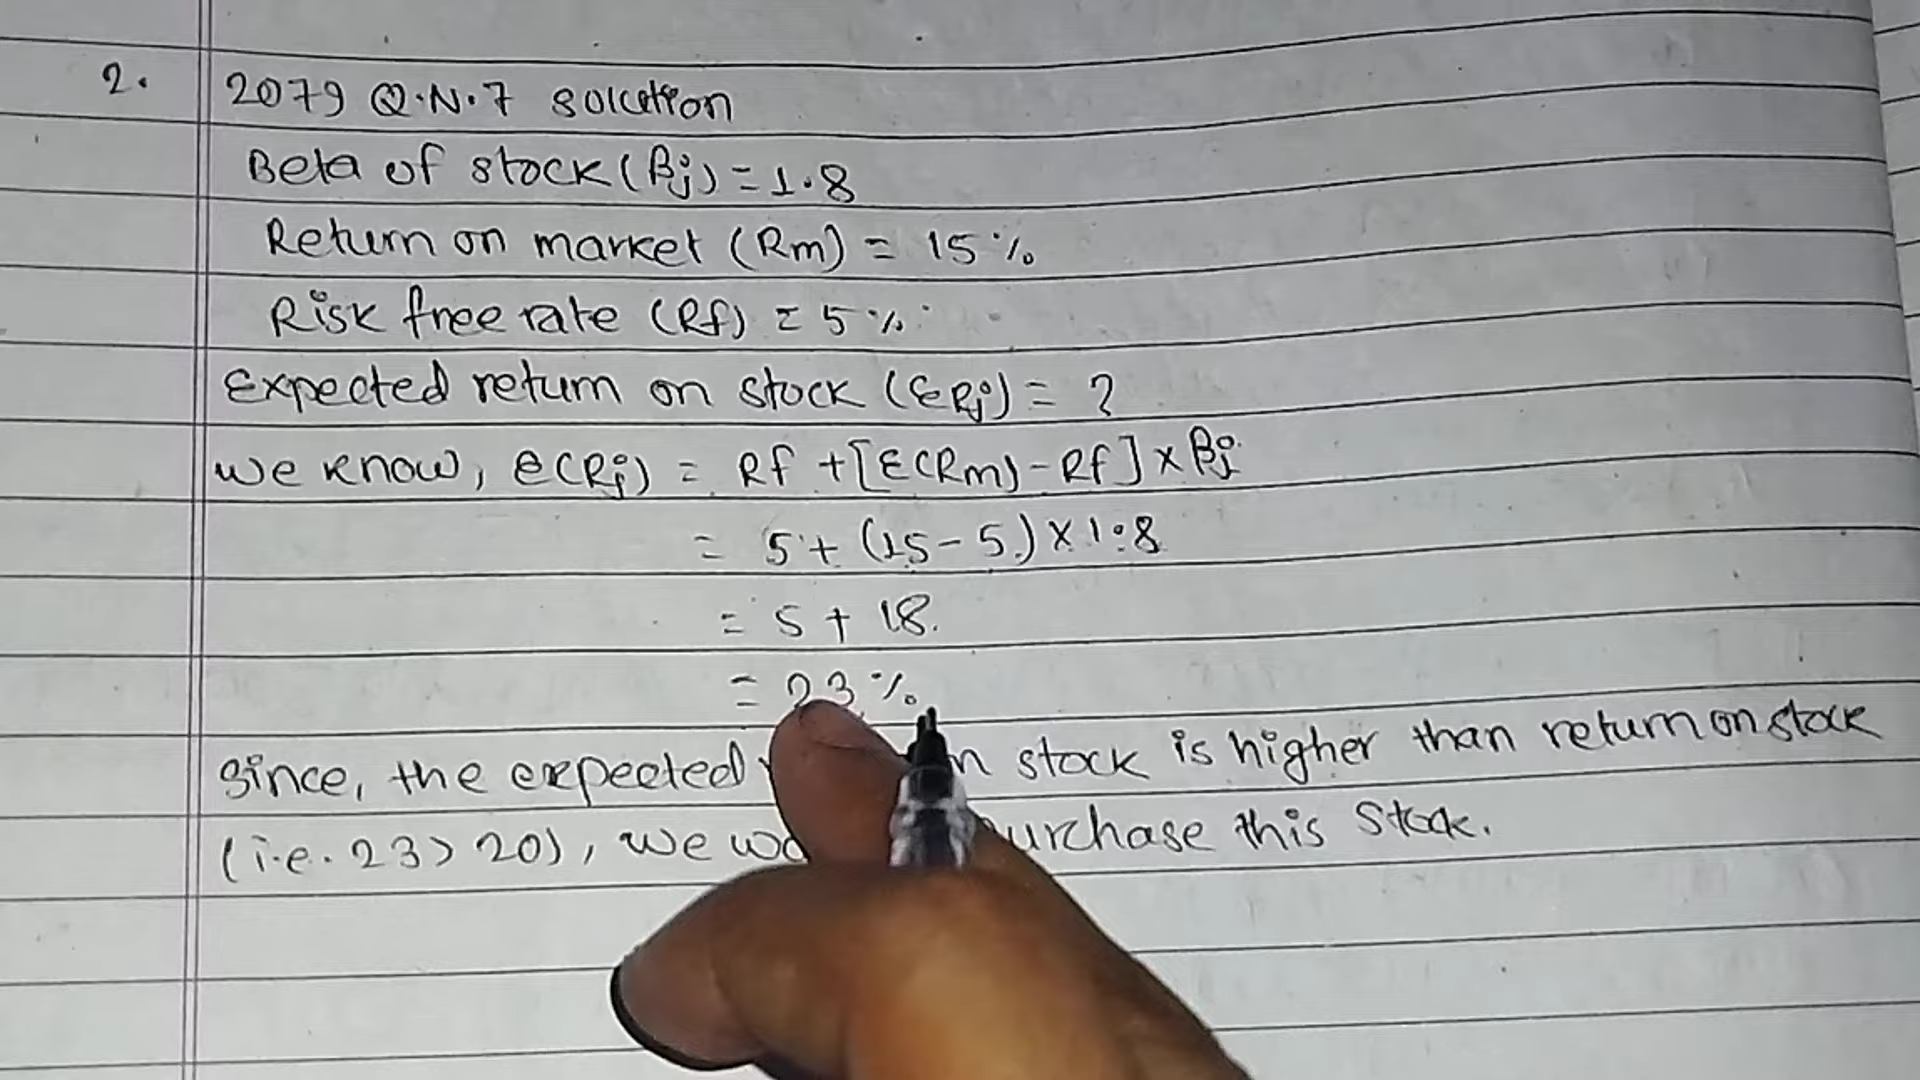 2. 2079 Q.N.7 solution
Beta of stock (βj) = 1.8
Return on market (Rm) = 15%
Risk free rate (Rf) = 5%
Expected return on stock (ERj) = ?
we know, E(Rj) = Rf + [E(Rm) - Rf] × βj
= 5 + (15 - 5) × 1.8
= 5 + 18
= 23%
Since, the expected stock is higher than return on stock
(i.e. 23 > 20), we this stock.